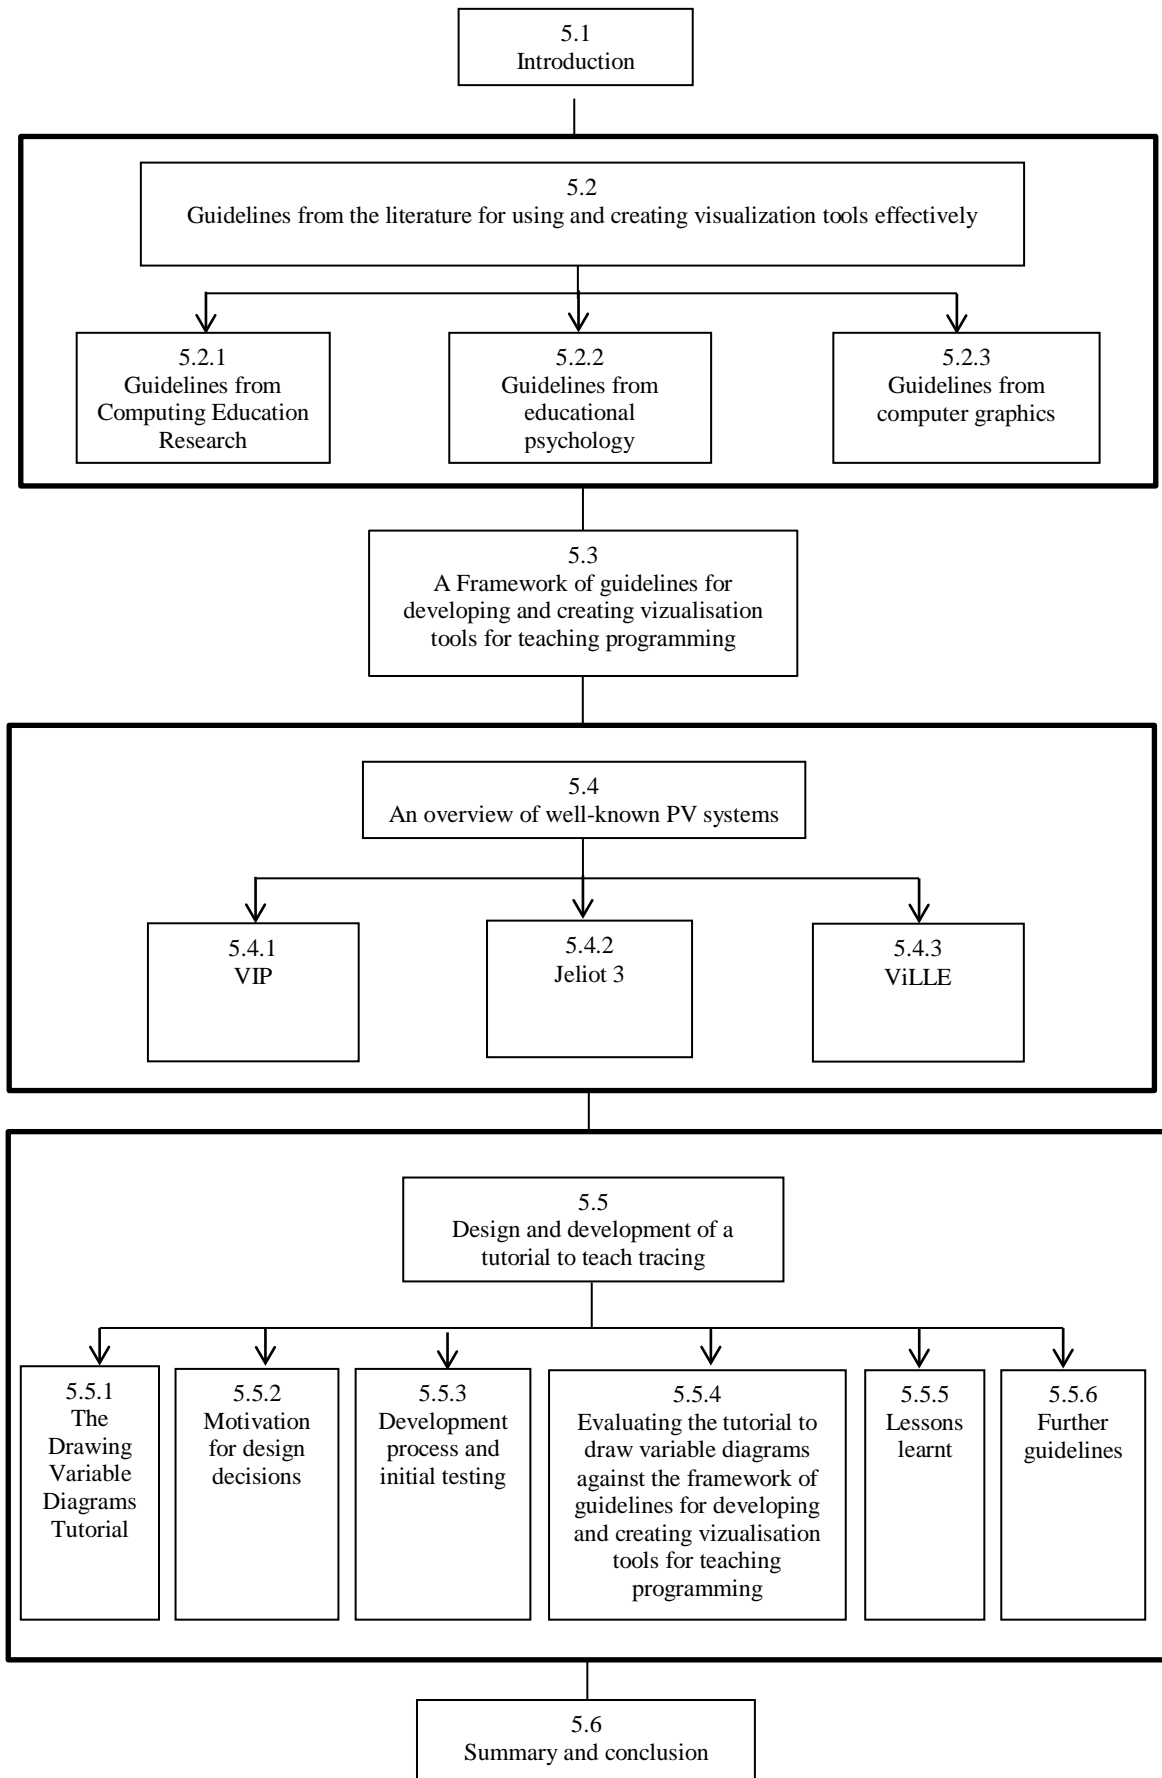 5.1
Introduction
5.2
Guidelines from the literature for using and creating visualization tools effectively
5.2.1
Guidelines from
Computing Education
Research
5.2.2
Guidelines from
educational
psychology
5.2.3
Guidelines from
computer graphics
5.3
A Framework of guidelines for
developing and creating vizualisation
tools for teaching programming
5.4
An overview of well-known PV systems
5.4.1
VIP
5.4.2
Jeliot 3
5.4.3
ViLLE
5.5
Design and development of a
tutorial to teach tracing
5.5.1
The
Drawing
Variable
Diagrams
Tutorial
5.5.2
Motivation
for design
decisions
5.5.3
Development
process and
initial testing
5.5.4
Evaluating the tutorial to
draw variable diagrams
against the framework of
guidelines for developing
and creating vizualisation
tools for teaching
programming
5.5.5
Lessons
learnt
5.5.6
Further
guidelines
5.6
Summary and conclusion